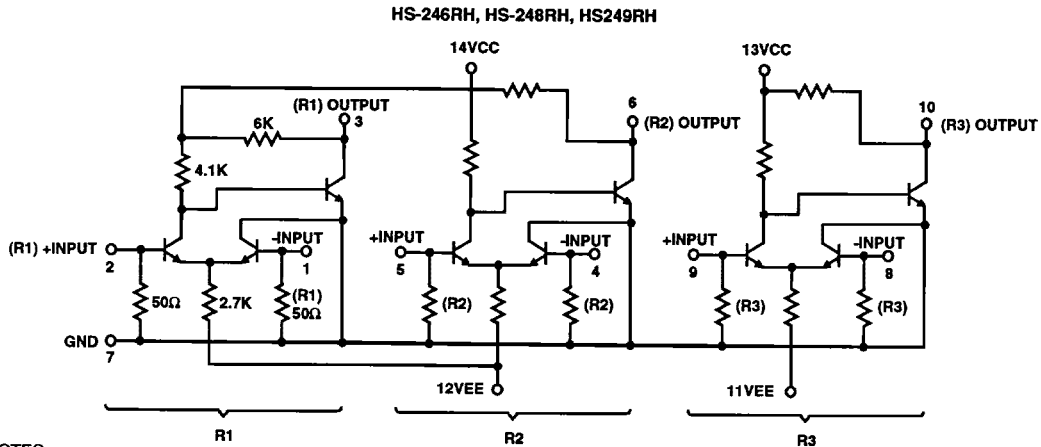 HS-246RH, HS-248RH, HS249RH
14VCC
13VCC
(R1) OUTPUT
3
6
(R2) OUTPUT
10
(R3) OUTPUT
6K
4.1K
(R1) +INPUT
2
-INPUT
1
+INPUT
5
-INPUT
4
+INPUT
9
-INPUT
8
50Ω
2.7K
(R1)
50Ω
(R2)
(R2)
(R3)
(R3)
GND
7
12VEE
11VEE
R1
R2
R3